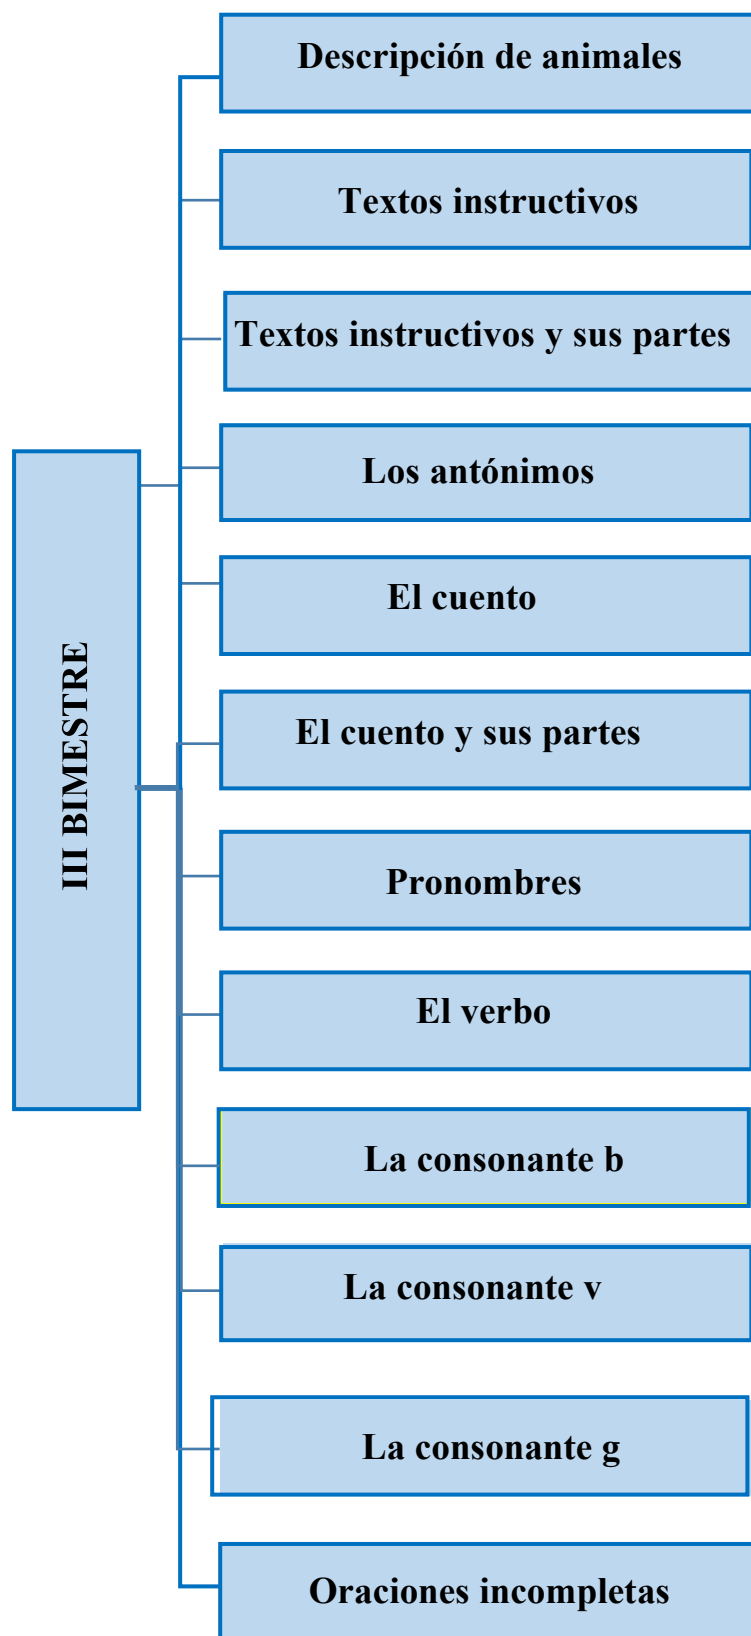 III BIMESTRE
Descripción de animales
Textos instructivos
Textos instructivos y sus partes
Los antónimos
El cuento
El cuento y sus partes
Pronombres
El verbo
La consonante b
La consonante v
La consonante g
Oraciones incompletas